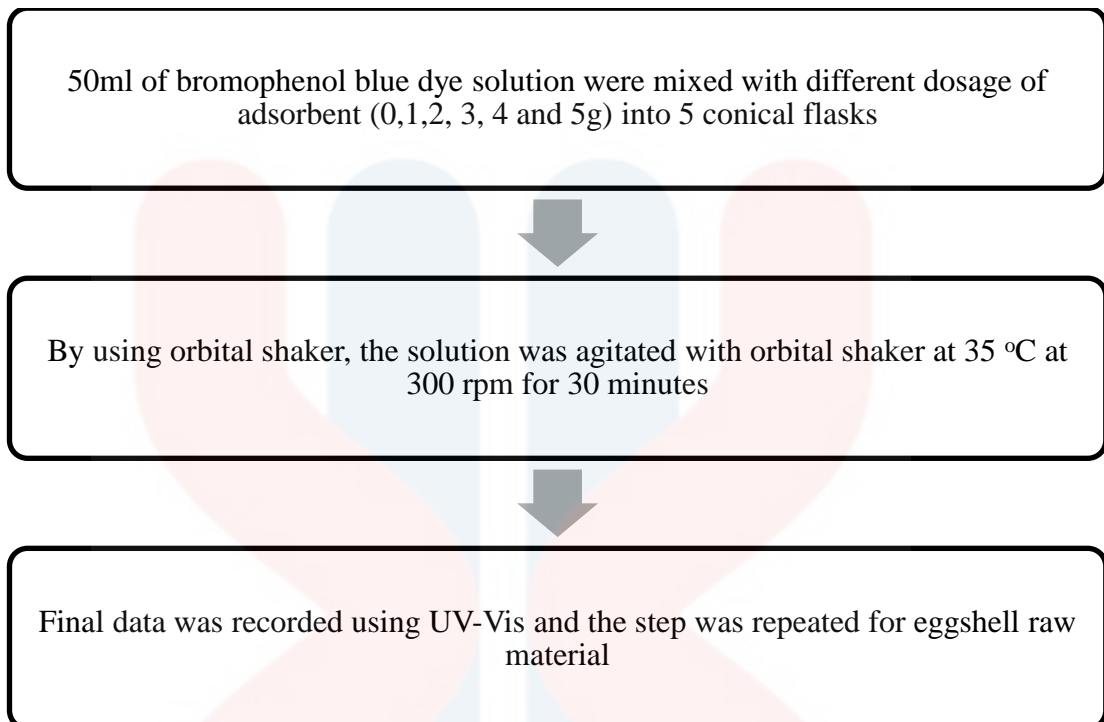 50ml of bromophenol blue dye solution were mixed with different dosage of
adsorbent (0,1,2, 3, 4 and 5g) into 5 conical flasks
By using orbital shaker, the solution was agitated with orbital shaker at 35 ºC at
300 rpm for 30 minutes
Final data was recorded using UV-Vis and the step was repeated for eggshell raw
material